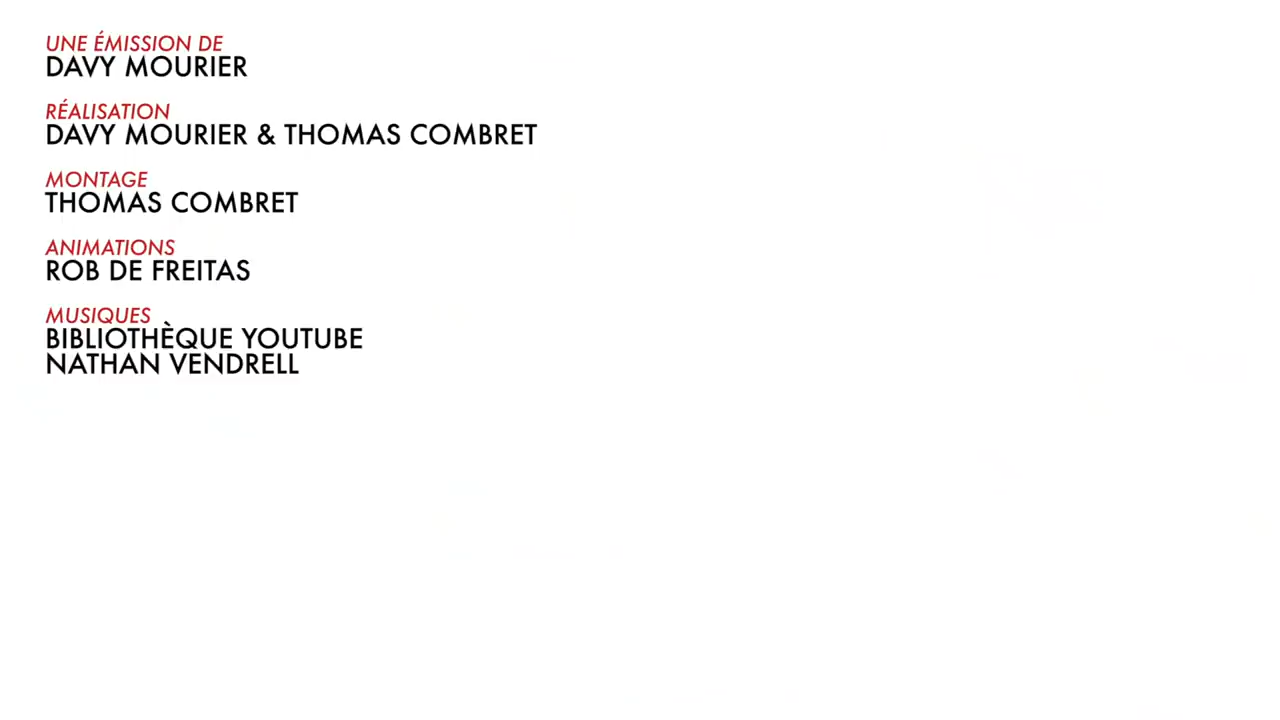 UNE ÉMISSION DE
DAVY MOURIER
RÉALISATION
DAVY MOURIER & THOMAS COMBRET
MONTAGE
THOMAS COMBRET
ANIMATIONS
ROB DE FREITAS
MUSIQUES
BIBLIOTHÈQUE YOUTUBE
NATHAN VENDRELL